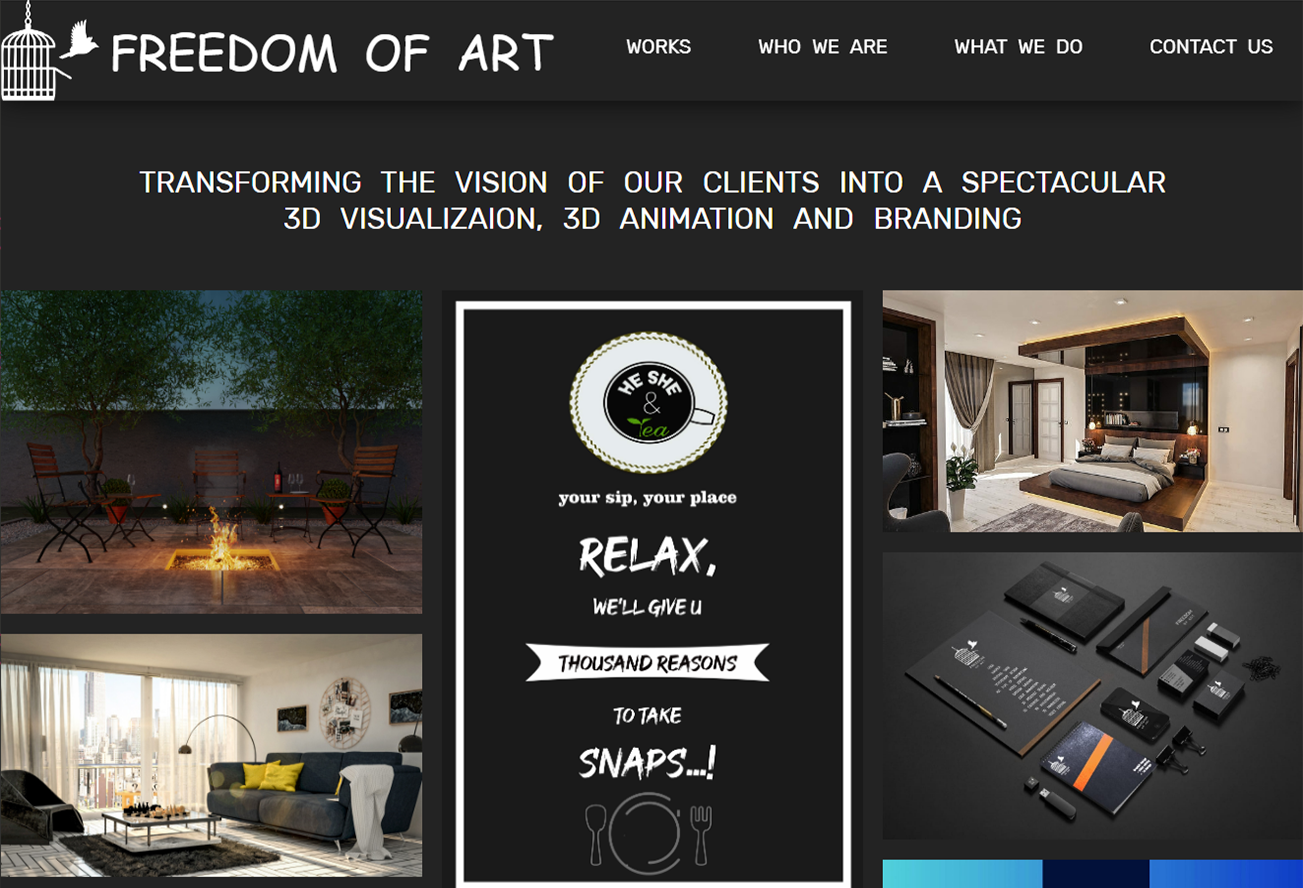 FREEDOM OF ART
WORKS
WHO WE ARE
WHAT WE DO
CONTACT US
TRANSFORMING THE VISION OF OUR CLIENTS INTO A SPECTACULAR
3D VISUALIZAION, 3D ANIMATION AND BRANDING
HE SHE
&
Tea
your sip, your place
RELAX,
WE'LL GIVE U
THOUSAND REASONS
TO TAKE
SNAPS...!